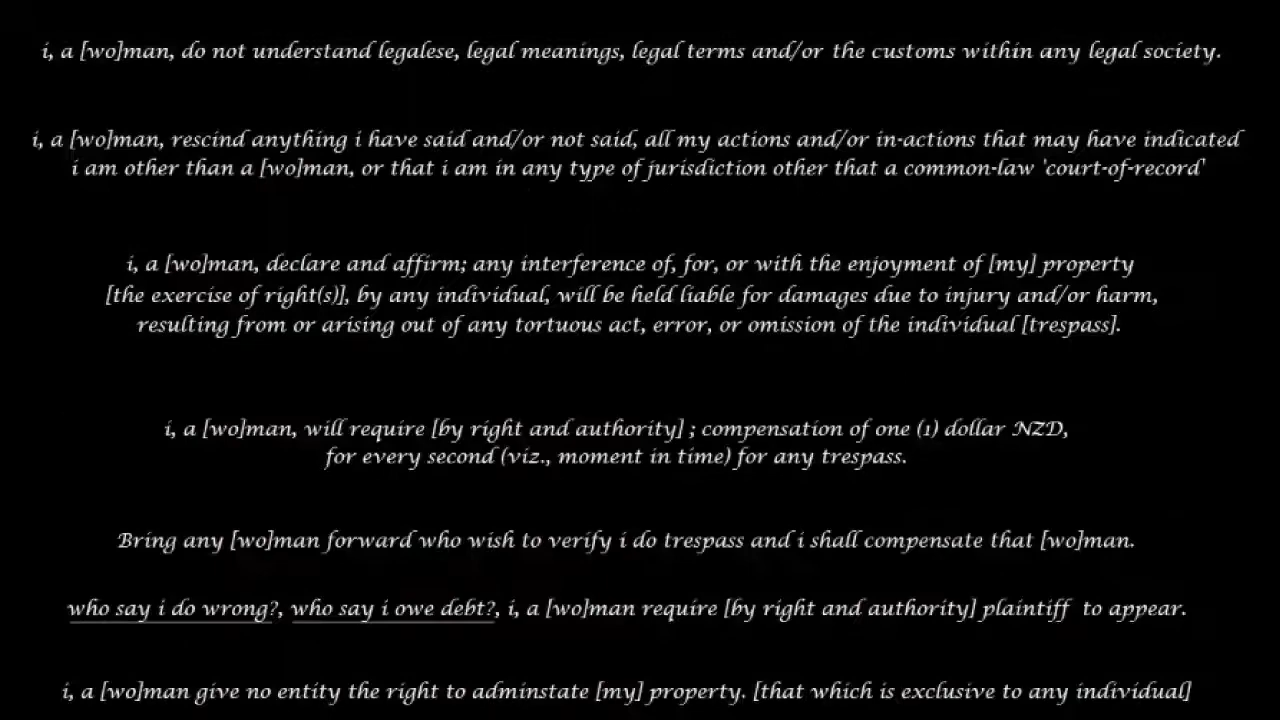 i, a [wo]man, do not understand legalese, legal meanings, legal terms and/or the customs within any legal society.
i, a [wo]man, rescind anything i have said and/or not said, all my actions and/or in-actions that may have indicated
i am other than a [wo]man, or that i am in any type of jurisdiction other that a common-law 'court-of-record'
i, a [wo]man, declare and affirm; any interference of, for, or with the enjoyment of [my] property
[the exercise of right(s)], by any individual, will be held liable for damages due to injury and/or harm,
resulting from or arising out of any tortuous act, error, or omission of the individual [trespass].
i, a [wo]man, will require [by right and authority] ; compensation of one (1) dollar NZD,
for every second (viz., moment in time) for any trespass.
Bring any [wo]man forward who wish to verify i do trespass and i shall compensate that [wo]man.
who say i do wrong?, who say i owe debt?, i, a [wo]man require [by right and authority] plaintiff to appear.
i, a [wo]man give no entity the right to adminstate [my] property. [that which is exclusive to any individual]